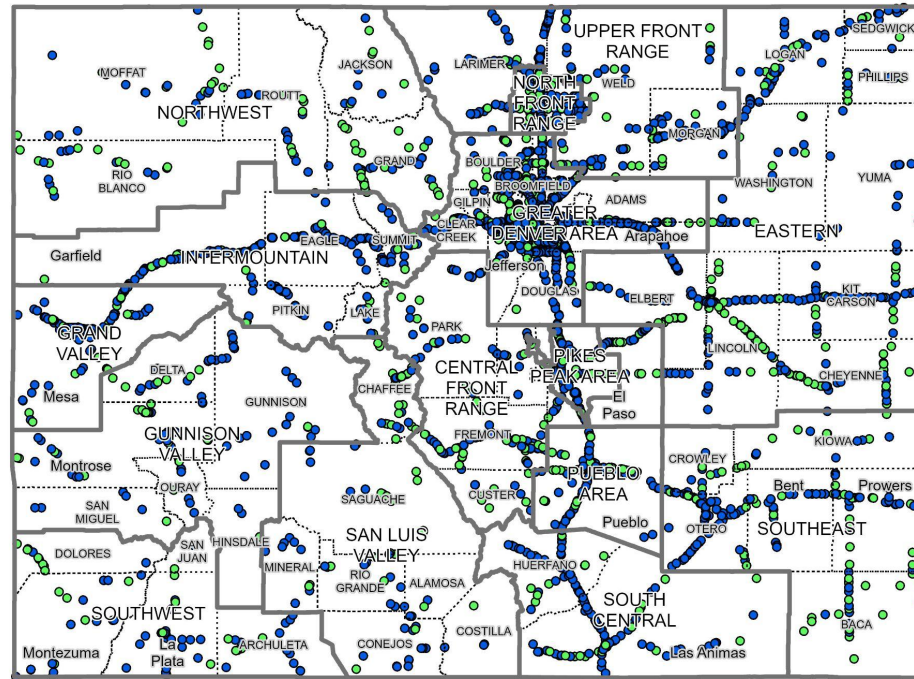 UPPER FRONT
RANGE
SEDGWICK
LOGAN
PHILLIPS
MOFFAT
JACKSON
LARIMER
WELD
NORTH
FRONT
RANGE
ROUTT
NORTHWEST
MORGAN
GRAND
BOULDER
RIO
BLANCO
BROOMFIELD
WASHINGTON
YUMA
GILPIN
ADAMS
GREATER
DENVER AREA
CLEAR
CREEK
Arapahoe
EASTERN
EAGLE
SUMMIT
Garfield
INTERMOUNTAIN
Jefferson
DOUGLAS
ELBERT
KIT
CARSON
PITKIN
LAKE
PARK
GRAND
VALLEY
LINCOLN
PIKES
PEAK AREA
DELTA
CHAFFEE
CENTRAL
FRONT
RANGE
CHEYENNE
Mesa
GUNNISON
El
Paso
GUNNISON
VALLEY
FREMONT
KIOWA
Montrose
CROWLEY
PUEBLO
AREA
OURAY
SAGUACHE
CUSTER
Bent
Prowers
SAN
MIGUEL
Pueblo
OTERO
SOUTHEAST
SAN
JUAN
HINSDALE
SAN LUIS
VALLEY
DOLORES
MINERAL
RIO
GRANDE
HUERFANO
ALAMOSA
SOUTHWEST
SOUTH
CENTRAL
BACA
COSTILLA
La
Plata
ARCHULETA
CONEJOS
Montezuma
Las Animas